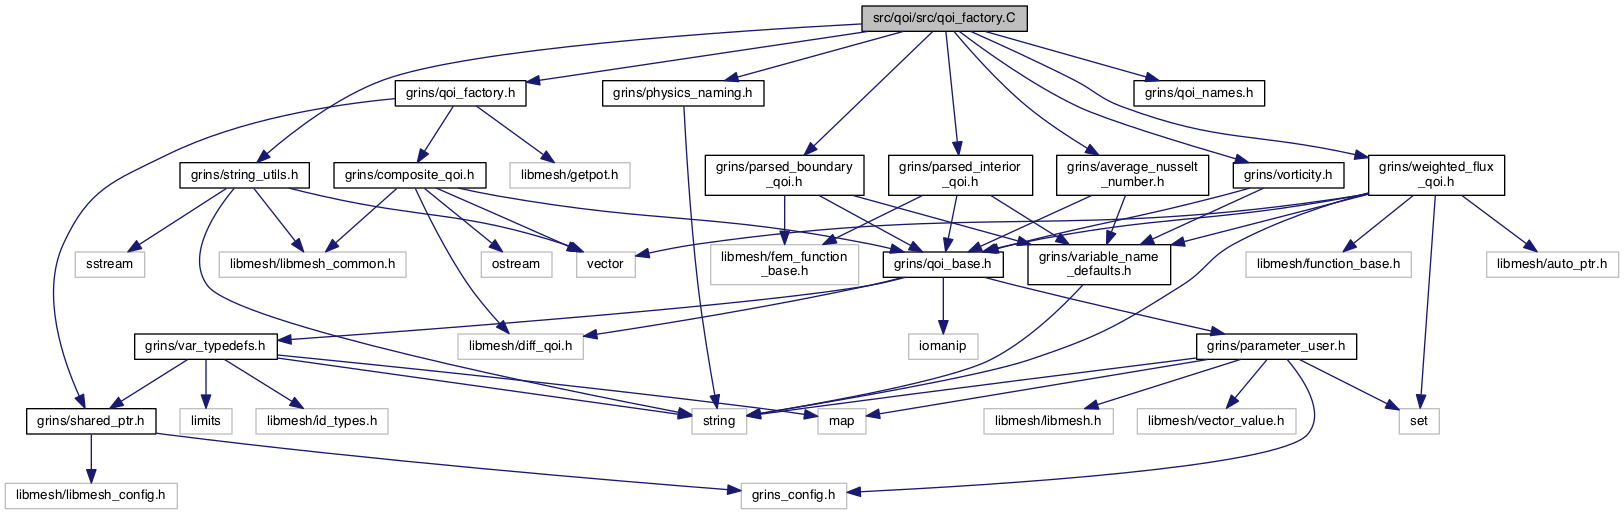 src/qoi/src/qoi_factory.C
grins/qoi_factory.h
grins/physics_naming.h
grins/qoi_names.h
grins/string_utils.h
grins/composite_qoi.h
libmesh/getpot.h
grins/parsed_boundary
_qoi.h
grins/parsed_interior
_qoi.h
grins/average_nusselt
_number.h
grins/vorticity.h
grins/weighted_flux
_qoi.h
sstream
libmesh/libmesh_common.h
ostream
vector
libmesh/fem_function
_base.h
grins/qoi_base.h
grins/variable_name
_defaults.h
libmesh/function_base.h
libmesh/auto_ptr.h
grins/var_typedefs.h
libmesh/diff_qoi.h
iomanip
grins/parameter_user.h
grins/shared_ptr.h
limits
libmesh/id_types.h
string
map
libmesh/libmesh.h
libmesh/vector_value.h
set
libmesh/libmesh_config.h
grins_config.h